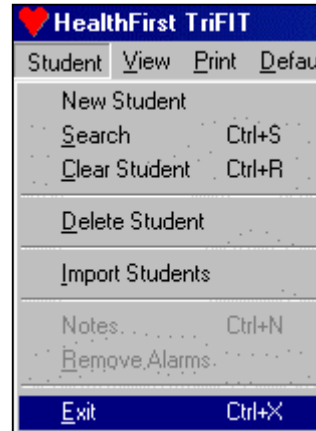 HealthFirst TriFIT
Student View Print Defau
New Student
Search Ctrl+S
Clear Student Ctrl+R
Delete Student
Import Students
Notes... Ctrl+N
Remove Alarms
Exit Ctrl+X